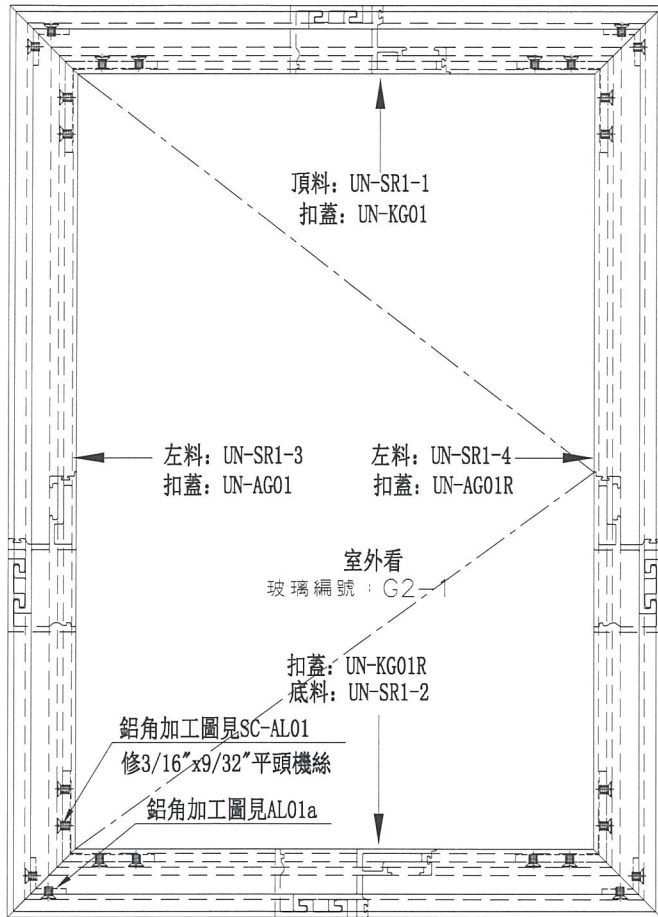 頂料: UN-SR1-1
扣蓋: UN-KG01
左料: UN-SR1-3
扣蓋: UN-AG01
左料: UN-SR1-4
扣蓋: UN-AG01R
室外看
玻璃編號：G2-1
扣蓋: UN-KG01R
底料: UN-SR1-2
鋁角加工圖見SC-AL01
修3/16"x9/32"平頭機絲
鋁角加工圖見AL01a